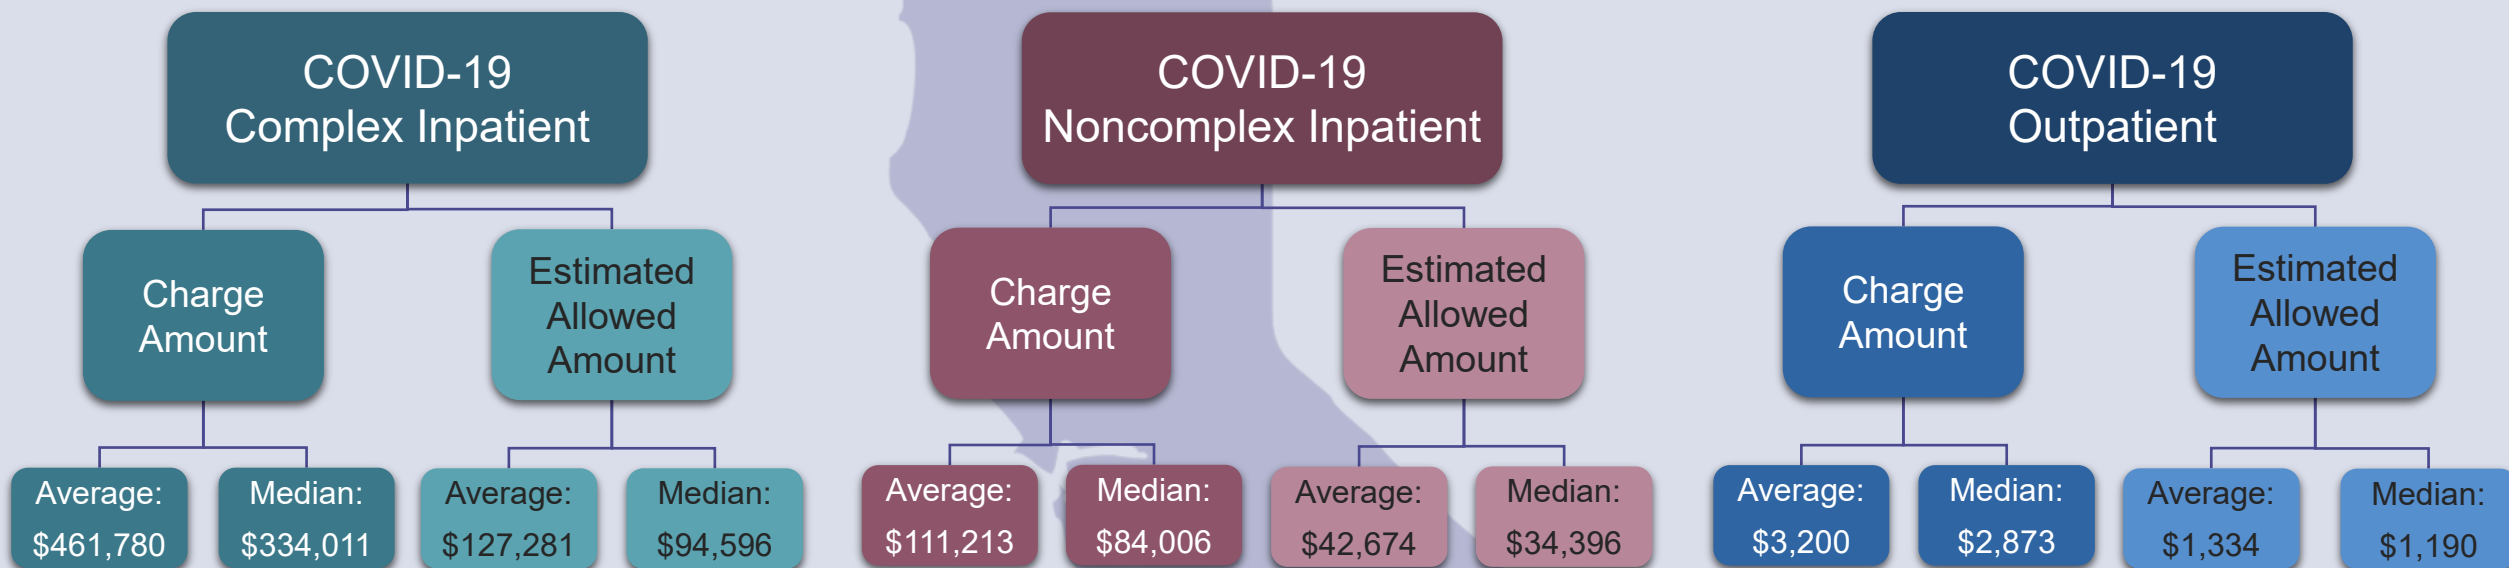 COVID-19
Complex Inpatient
Charge
Amount
Average:
$461,780
Median:
$334,011
Estimated
Allowed
Amount
Average:
$127,281
Median:
$94,596
COVID-19
Noncomplex Inpatient
Charge
Amount
Average:
$111,213
Median:
$84,006
Estimated
Allowed
Amount
Average:
$42,674
Median:
$34,396
COVID-19
Outpatient
Charge
Amount
Average:
$3,200
Median:
$2,873
Estimated
Allowed
Amount
Average:
$1,334
Median:
$1,190